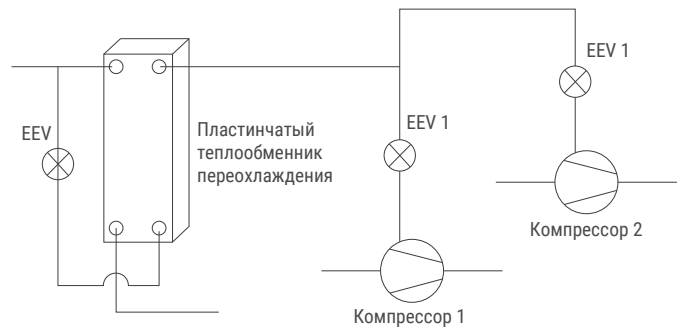 EEV 1
EEV 1
EEV
Пластинчатый
теплообменник
переохлаждения
Компрессор 2
Компрессор 1